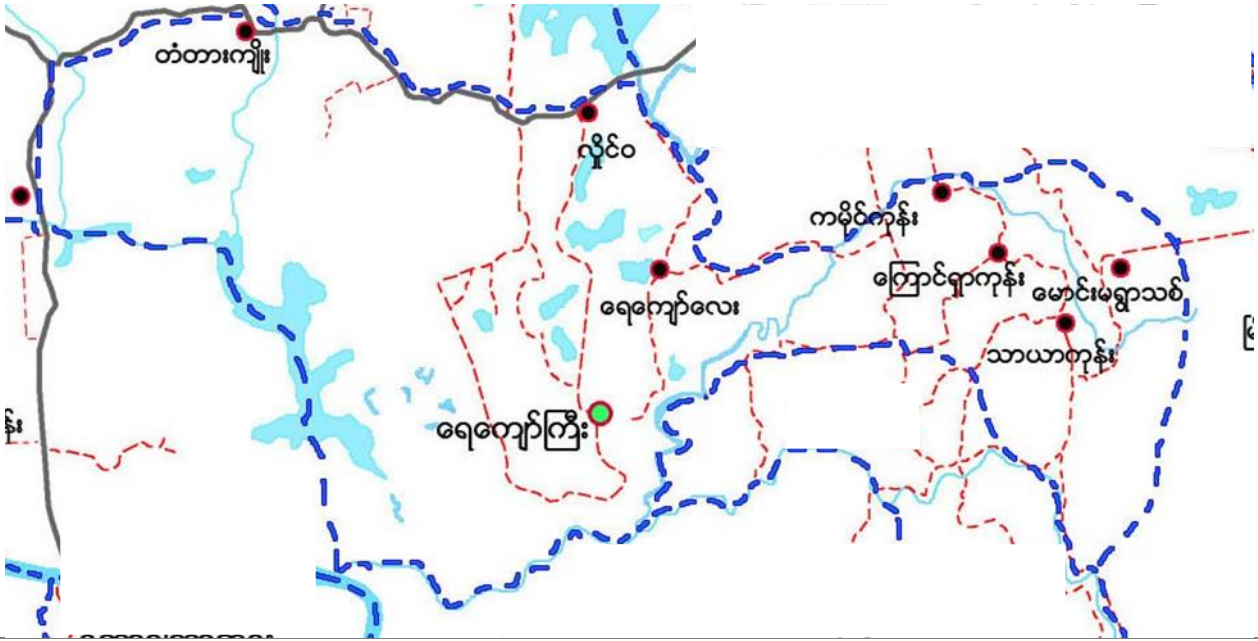 တံတားကျိုး
လှိုင်ဝ
ကမိုင်ကုန်း
ကြောင်ရှာကုန်း
မောင်းမရွာသစ်
ရေကျော်လေး
သာယာကုန်း
ရေကျော်ကြီး